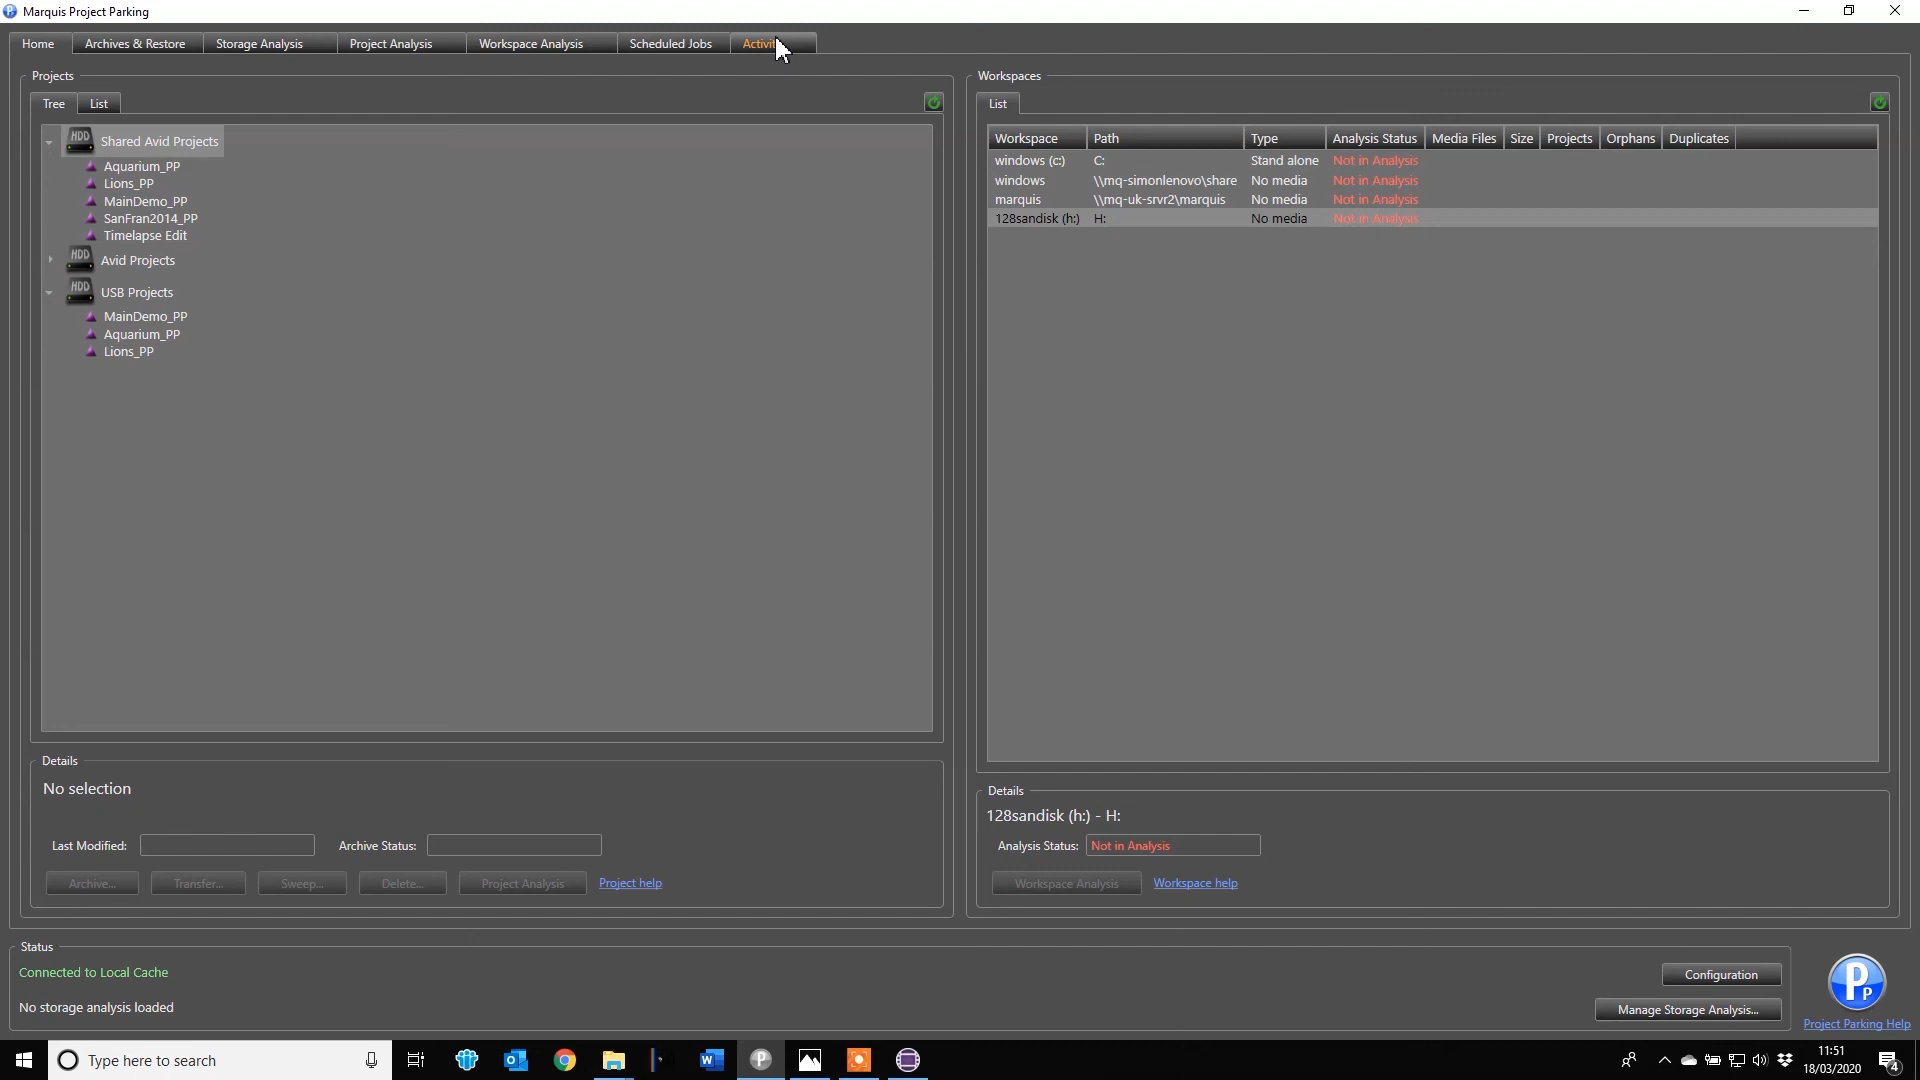 Marquis Project Parking
Home Archives & Restore Storage Analysis Project Analysis Workspace Analysis Scheduled Jobs
Projects
Tree List
HDD Shared Avid Projects
Aquarium_PP
Lions_PP
MainDemo_PP
SanFran2014_PP
Timelapse Edit
HDD Avid Projects
HDD USB Projects
MainDemo_PP
Aquarium_PP
Lions_PP
Details
No selection
Last Modified: Archive Status:
Archive... Transfer... Sweep... Delete... Project Analysis Project help
Workspaces
List
Workspace Path Type Analysis Status Media Files Size Projects Orphans Duplicates
windows (c:) C: Stand alone Not in Analysis
windows \\mq-simonlenovo\share No media Not in Analysis
marquis \\mq-uk-srvr2\marquis No media Not in Analysis
128sandisk (h:) H: No media Not in Analysis
Details
128sandisk (h:) - H:
Analysis Status: Not in Analysis
Workspace Analysis Workspace help
Status
Connected to Local Cache
No storage analysis loaded
Configuration
Manage Storage Analysis...
Pp
Project Parking Help
Type here to search
11:51
18/03/2020
4